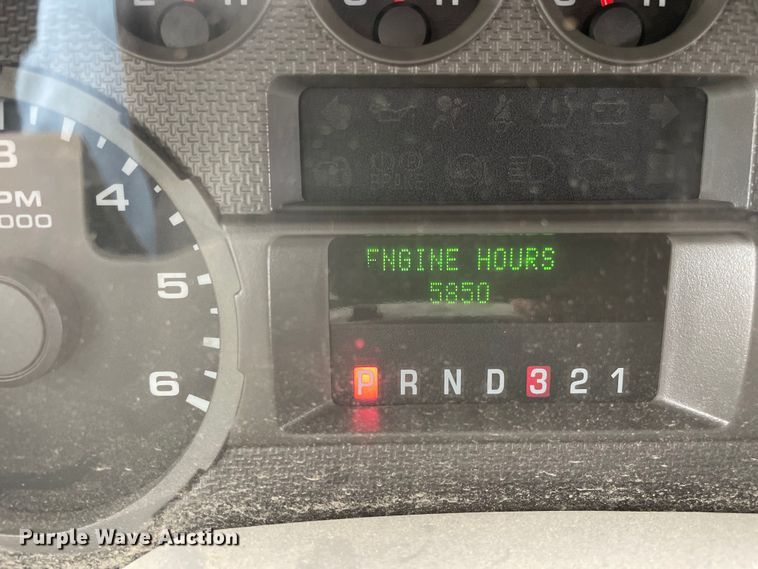 E H
C H
C H
3
4
5
6
PM
000
ENGINE HOURS
5850
P R N D 3 2 1
Purple Wave Auction